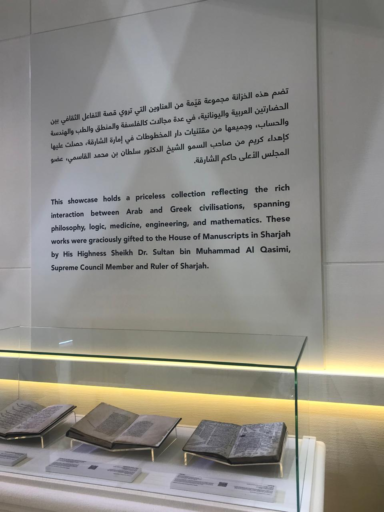 تضم هذه الخزانة مجموعة قيّمة من العناوين التي تروي قصة التفاعل الثقافي بين
الحضارتين العربية واليونانية، في عدة مجالات كالفلسفة والمنطق والطب والهندسة
والحساب، وجميعها من مقتنيات دار المخطوطات في إمارة الشارقة، حصلت عليها
كإهداء كريم من صاحب السمو الشيخ الدكتور سلطان بن محمد القاسمي، عضو
المجلس الأعلى حاكم الشارقة.
This showcase holds a priceless collection reflecting the rich
interaction between Arab and Greek civilisations, spanning
philosophy, logic, medicine, engineering, and mathematics. These
works were graciously gifted to the House of Manuscripts in Sharjah
by His Highness Sheikh Dr. Sultan bin Muhammad Al Qasimi,
Supreme Council Member and Ruler of Sharjah.